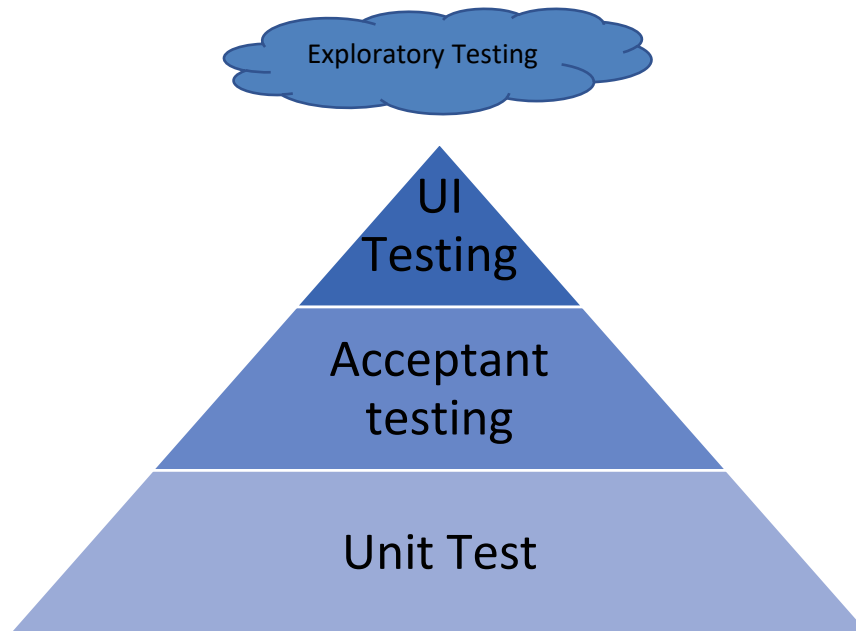 Exploratory Testing
UI
Testing
Acceptant
testing
Unit Test